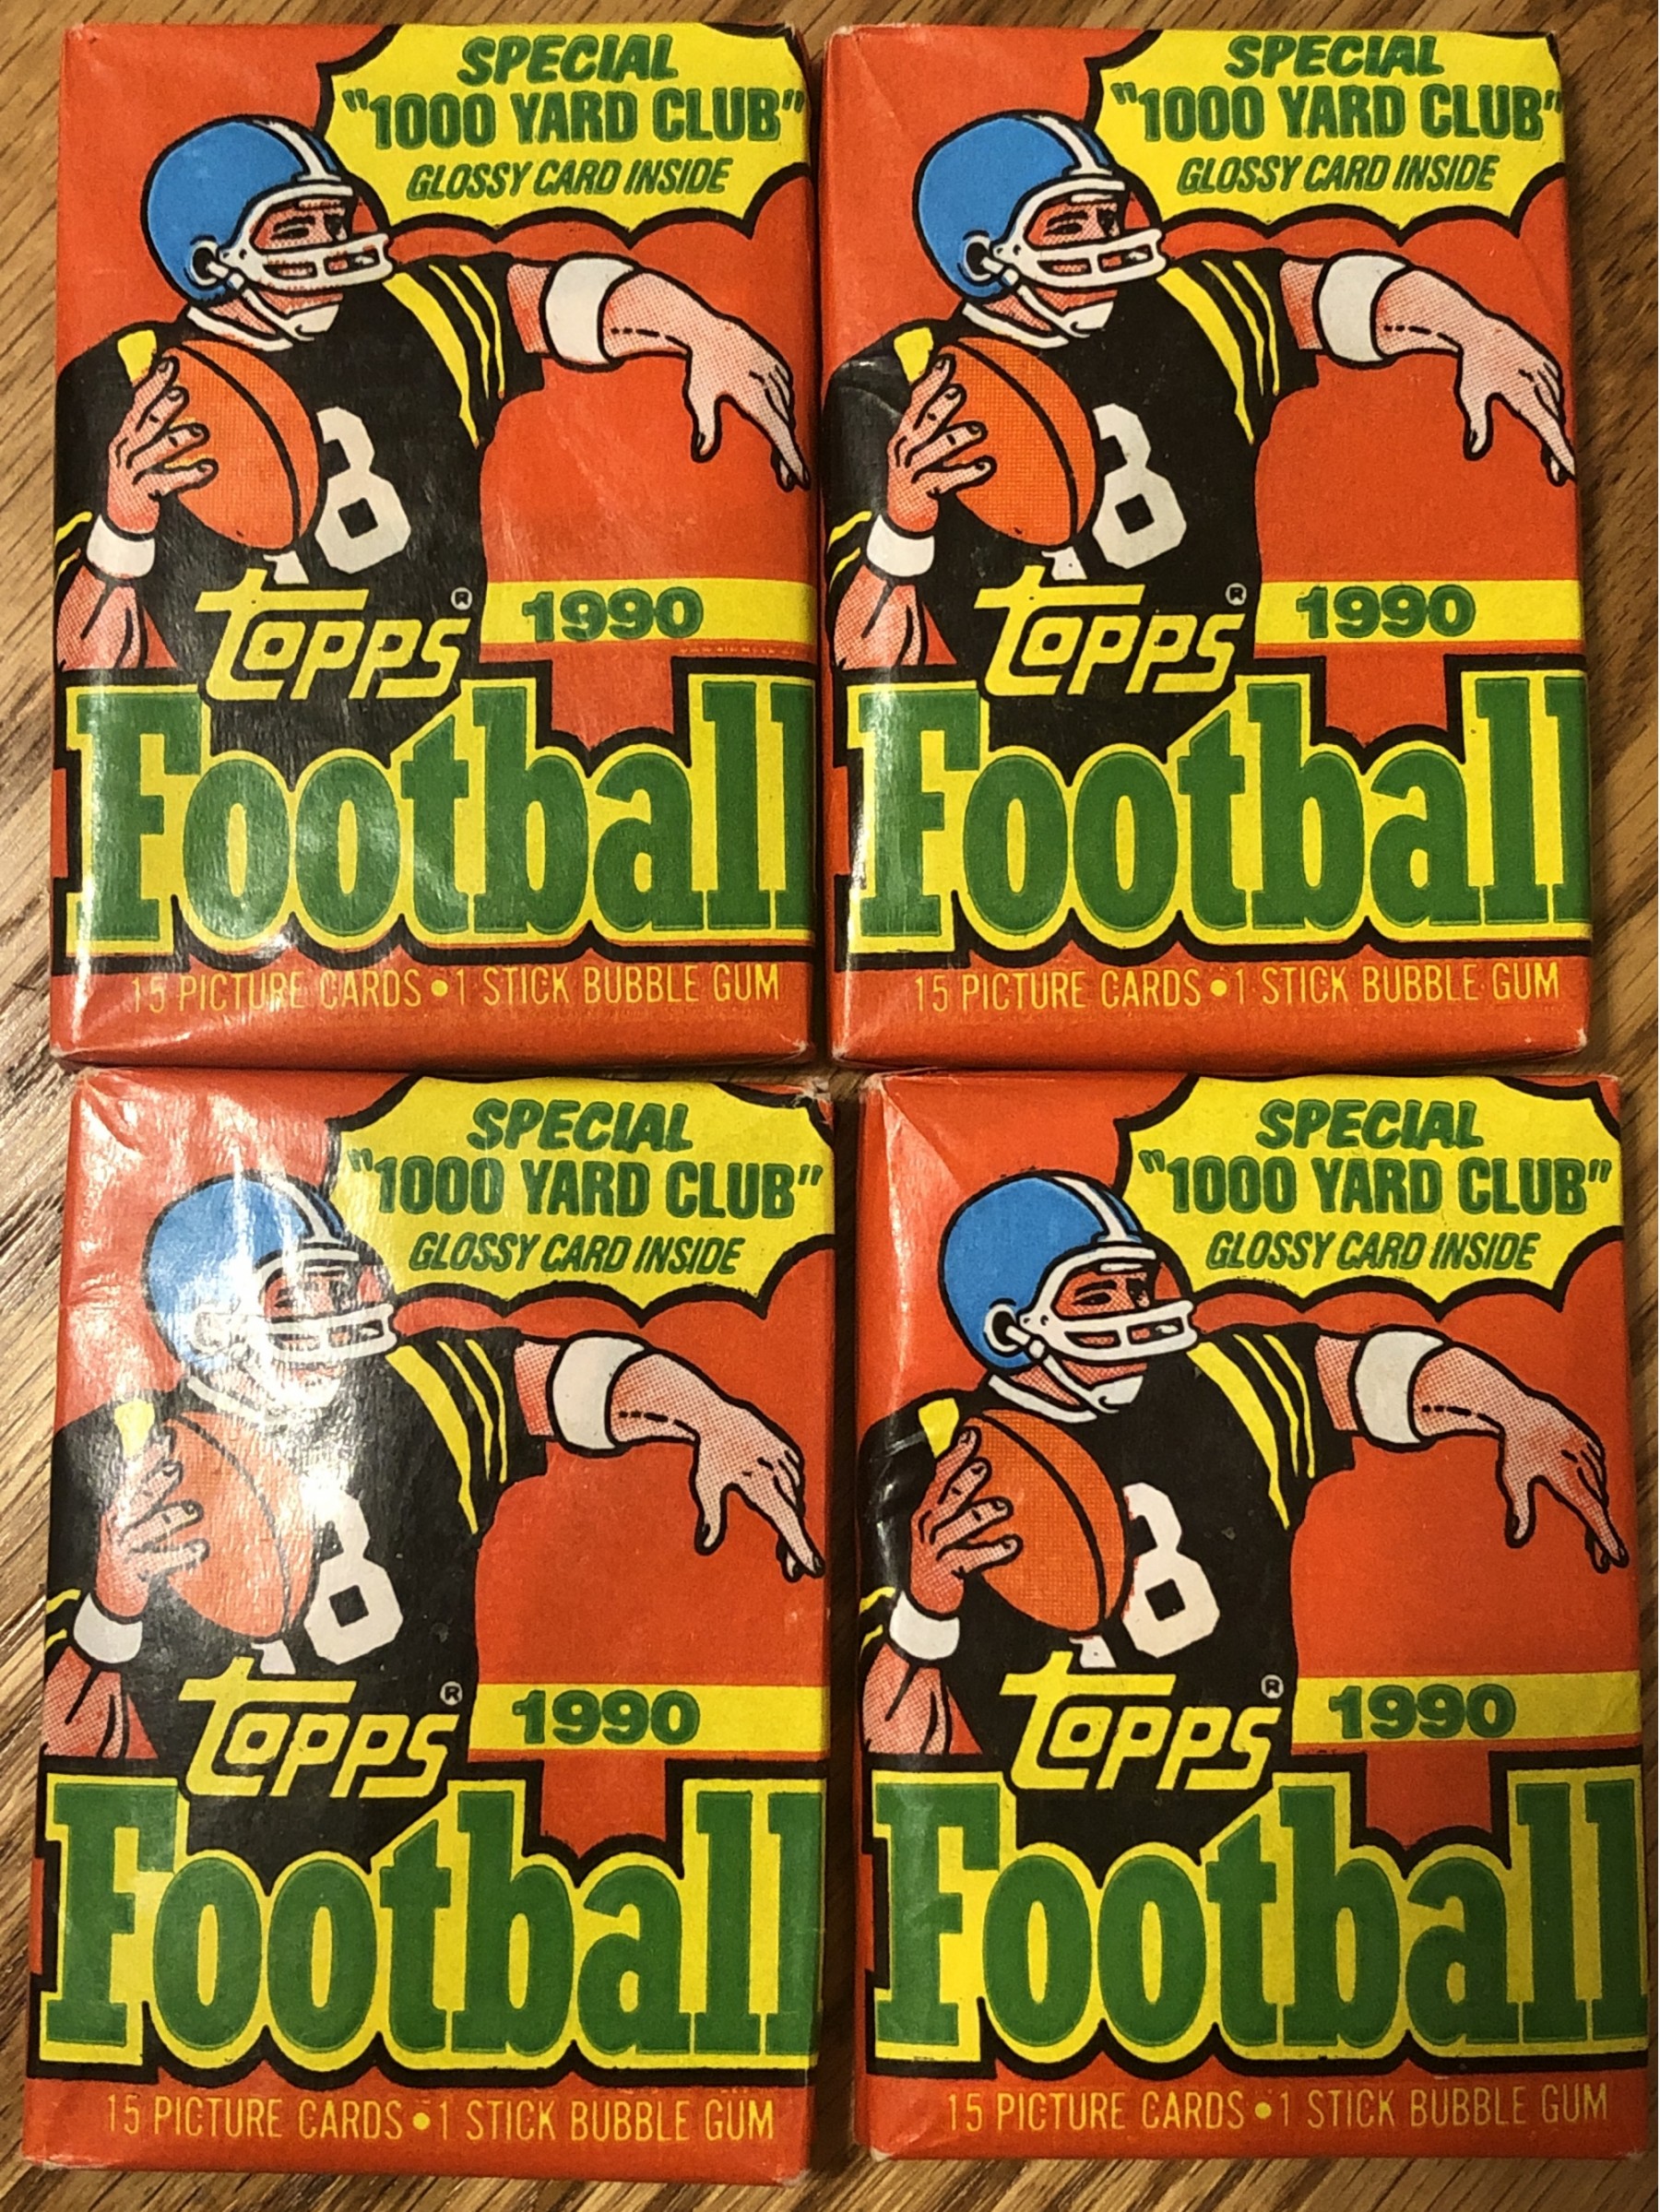 SPECIAL
"1000 YARD CLUB"
GLOSSY CARD INSIDE
8
topps®
1990
Football
15 PICTURE CARDS • 1 STICK BUBBLE GUM
SPECIAL
"1000 YARD CLUB"
GLOSSY CARD INSIDE
8
topps®
1990
Football
15 PICTURE CARDS • 1 STICK BUBBLE GUM
SPECIAL
"1000 YARD CLUB"
GLOSSY CARD INSIDE
8
topps®
1990
Football
15 PICTURE CARDS • 1 STICK BUBBLE GUM
SPECIAL
"1000 YARD CLUB"
GLOSSY CARD INSIDE
8
topps®
1990
Football
15 PICTURE CARDS • 1 STICK BUBBLE GUM